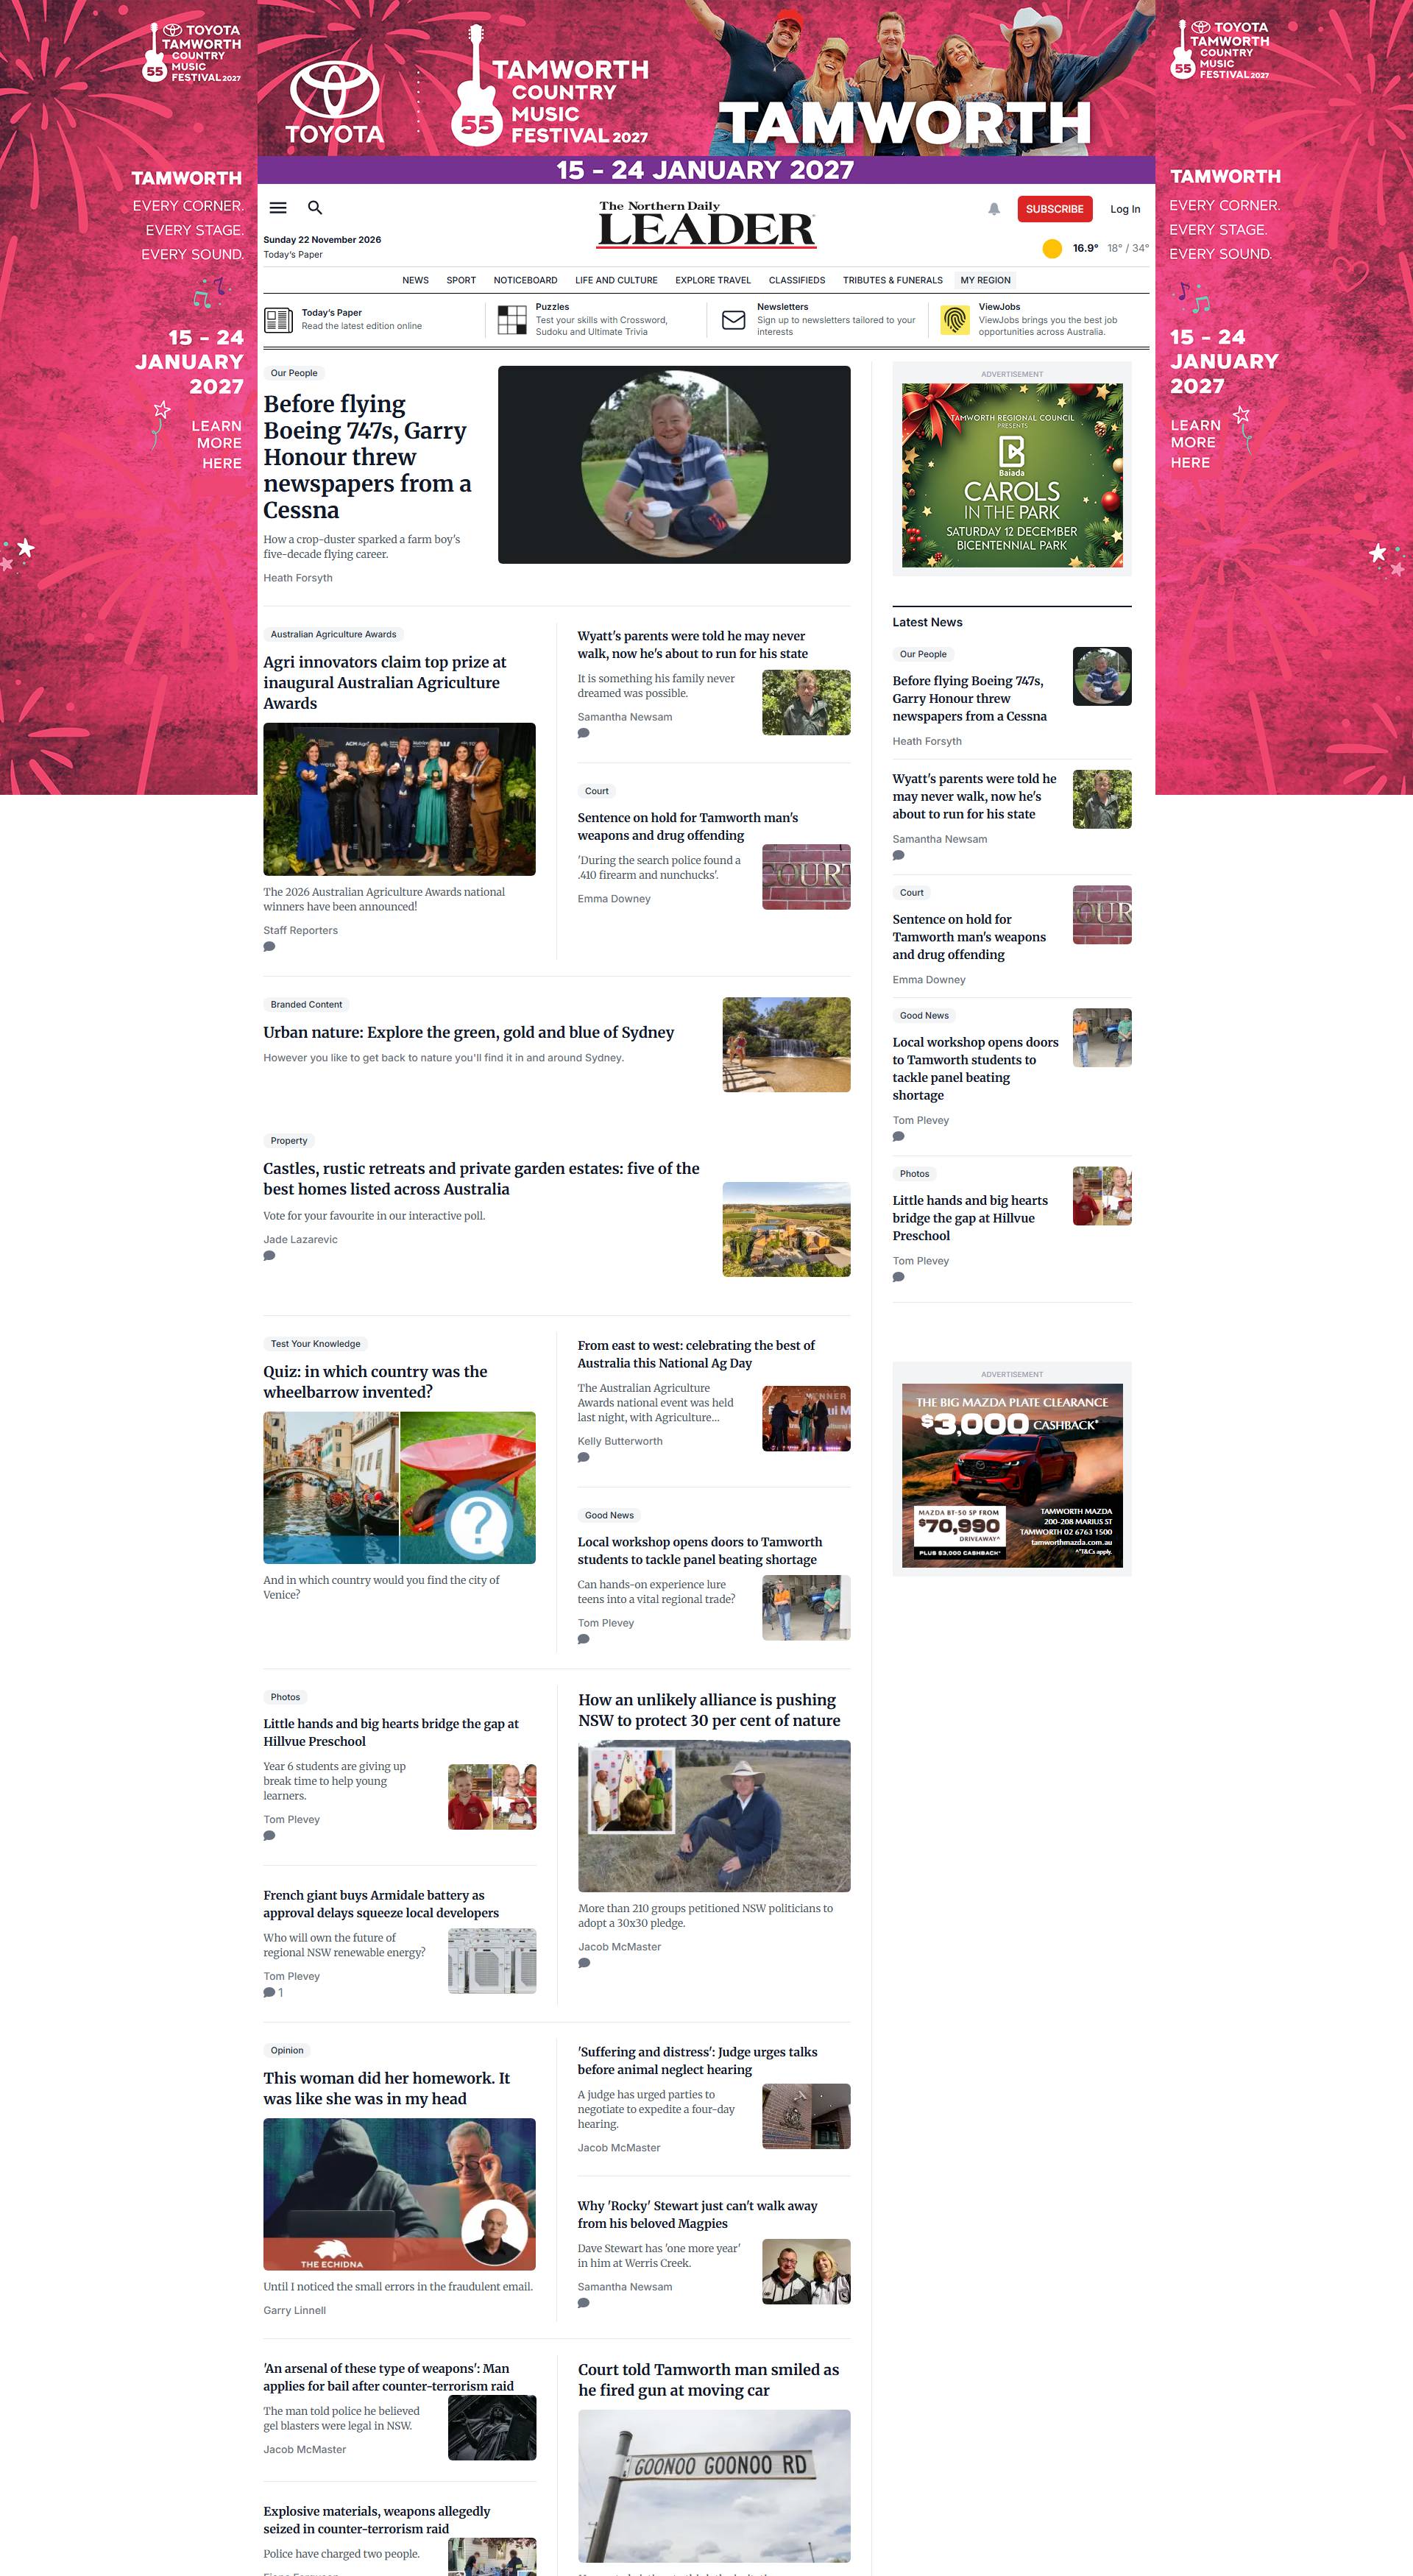 TOYOTA
TAMWORTH
COUNTRY
MUSIC
FESTIVAL 2027
55
TAMWORTH
EVERY CORNER.
EVERY STAGE.
EVERY SOUND.
15 - 24
JANUARY
2027
LEARN
MORE
HERE
TOYOTA
55
TAMWORTH
COUNTRY
MUSIC
FESTIVAL 2027
TAMWORTH
15 - 24 JANUARY 2027
TOYOTA
TAMWORTH
COUNTRY
MUSIC
FESTIVAL 2027
55
TAMWORTH
EVERY CORNER.
EVERY STAGE.
EVERY SOUND.
15 - 24
JANUARY
2027
LEARN
MORE
HERE
The Northern Daily
LEADER
SUBSCRIBE
Log In
Sunday 22 November 2026
Today's Paper
16.9° 18° / 34°
NEWS SPORT NOTICEBOARD LIFE AND CULTURE EXPLORE TRAVEL CLASSIFIEDS TRIBUTES & FUNERALS MY REGION
Today's Paper
Read the latest edition online
Puzzles
Test your skills with Crossword,
Sudoku and Ultimate Trivia
Newsletters
Sign up to newsletters tailored to your
interests
ViewJobs
ViewJobs brings you the best job
opportunities across Australia.
Our People
Before flying
Boeing 747s, Garry
Honour threw
newspapers from a
Cessna
How a crop-duster sparked a farm boy's
five-decade flying career.
Heath Forsyth
Australian Agriculture Awards
Agri innovators claim top prize at
inaugural Australian Agriculture
Awards
The 2026 Australian Agriculture Awards national
winners have been announced!
Staff Reporters
Wyatt's parents were told he may never
walk, now he's about to run for his state
It is something his family never
dreamed was possible.
Samantha Newsam
Court
Sentence on hold for Tamworth man's
weapons and drug offending
'During the search police found a
.410 firearm and nunchucks'.
Emma Downey
Branded Content
Urban nature: Explore the green, gold and blue of Sydney
However you like to get back to nature you'll find it in and around Sydney.
Property
Castles, rustic retreats and private garden estates: five of the
best homes listed across Australia
Vote for your favourite in our interactive poll.
Jade Lazarevic
Test Your Knowledge
Quiz: in which country was the
wheelbarrow invented?
?
And in which country would you find the city of
Venice?
From east to west: celebrating the best of
Australia this National Ag Day
The Australian Agriculture
Awards national event was held
last night, with Agriculture...
Kelly Butterworth
Good News
Local workshop opens doors to Tamworth
students to tackle panel beating shortage
Can hands-on experience lure
teens into a vital regional trade?
Tom Plevey
Photos
Little hands and big hearts bridge the gap at
Hillvue Preschool
Year 6 students are giving up
break time to help young
learners.
Tom Plevey
French giant buys Armidale battery as
approval delays squeeze local developers
Who will own the future of
regional NSW renewable energy?
Tom Plevey
1
How an unlikely alliance is pushing
NSW to protect 30 per cent of nature
More than 210 groups petitioned NSW politicians to
adopt a 30x30 pledge.
Jacob McMaster
Opinion
This woman did her homework. It
was like she was in my head
THE ECHIDNA
Until I noticed the small errors in the fraudulent email.
Garry Linnell
'Suffering and distress': Judge urges talks
before animal neglect hearing
A judge has urged parties to
negotiate to expedite a four-day
hearing.
Jacob McMaster
Why 'Rocky' Stewart just can't walk away
from his beloved Magpies
Dave Stewart has 'one more year'
in him at Werris Creek.
Samantha Newsam
'An arsenal of these type of weapons': Man
applies for bail after counter-terrorism raid
The man told police he believed
gel blasters were legal in NSW.
Jacob McMaster
Explosive materials, weapons allegedly
seized in counter-terrorism raid
Police have charged two people.
Court told Tamworth man smiled as
he fired gun at moving car
GOONOO GOONOO RD
ADVERTISEMENT
TAMWORTH REGIONAL COUNCIL
PRESENTS
Baiada
CAROLS
IN THE PARK
SATURDAY 12 DECEMBER
BICENTENNIAL PARK
Latest News
Our People
Before flying Boeing 747s,
Garry Honour threw
newspapers from a Cessna
Heath Forsyth
Wyatt's parents were told he
may never walk, now he's
about to run for his state
Samantha Newsam
Court
Sentence on hold for
Tamworth man's weapons
and drug offending
Emma Downey
Good News
Local workshop opens doors
to Tamworth students to
tackle panel beating
shortage
Tom Plevey
Photos
Little hands and big hearts
bridge the gap at Hillvue
Preschool
Tom Plevey
ADVERTISEMENT
THE BIG MAZDA PLATE CLEARANCE
$3,000 CASHBACK*
MAZDA BT-50 SP FROM
$70,990
DRIVEAWAY^
PLUS $3,000 CASHBACK*
TAMWORTH MAZDA
200-208 MARIUS ST
TAMWORTH 02 6763 1500
tamworthmazda.com.au
^*T&Cs apply.